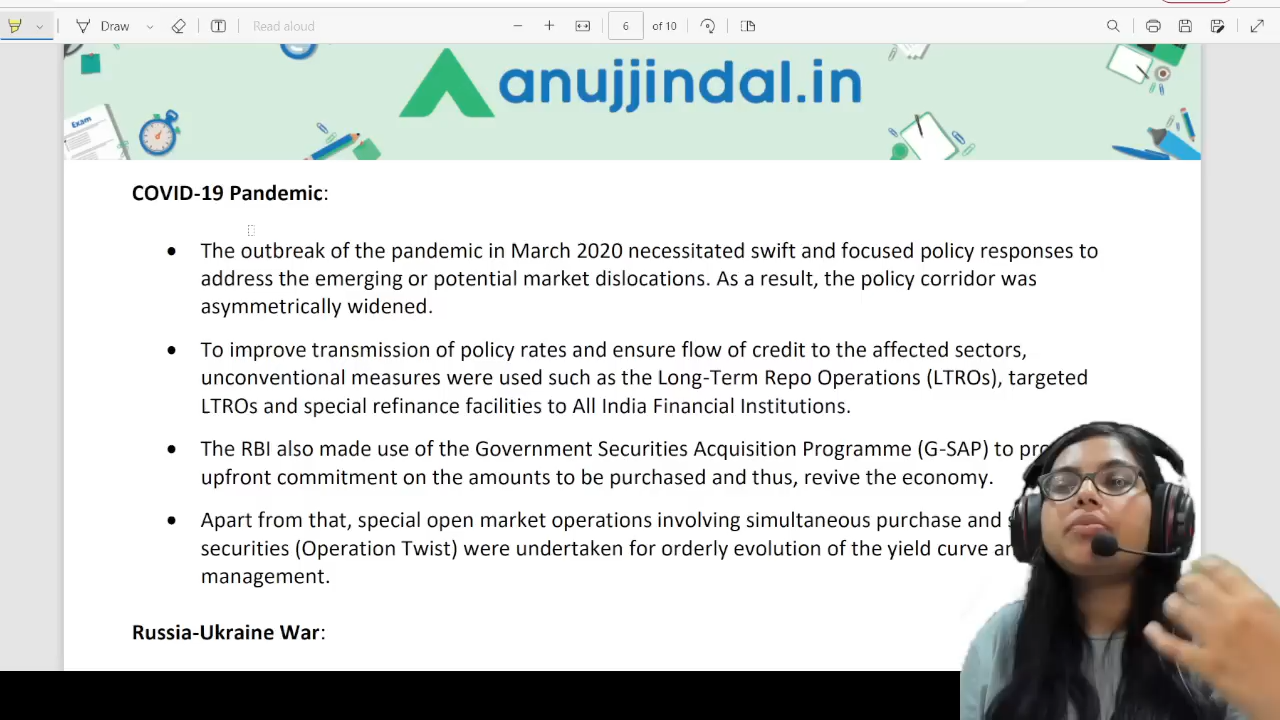 Draw
Read aloud
6 of 10
anujjindal.in
Exam
COVID-19 Pandemic:
• The outbreak of the pandemic in March 2020 necessitated swift and focused policy responses to
address the emerging or potential market dislocations. As a result, the policy corridor was
asymmetrically widened.
• To improve transmission of policy rates and ensure flow of credit to the affected sectors,
unconventional measures were used such as the Long-Term Repo Operations (LTROs), targeted
LTROs and special refinance facilities to All India Financial Institutions.
• The RBI also made use of the Government Securities Acquisition Programme (G-SAP) to
upfront commitment on the amounts to be purchased and thus, revive the economy.
• Apart from that, special open market operations involving simultaneous purchase and
securities (Operation Twist) were undertaken for orderly evolution of the yield curve
management.
Russia-Ukraine War: